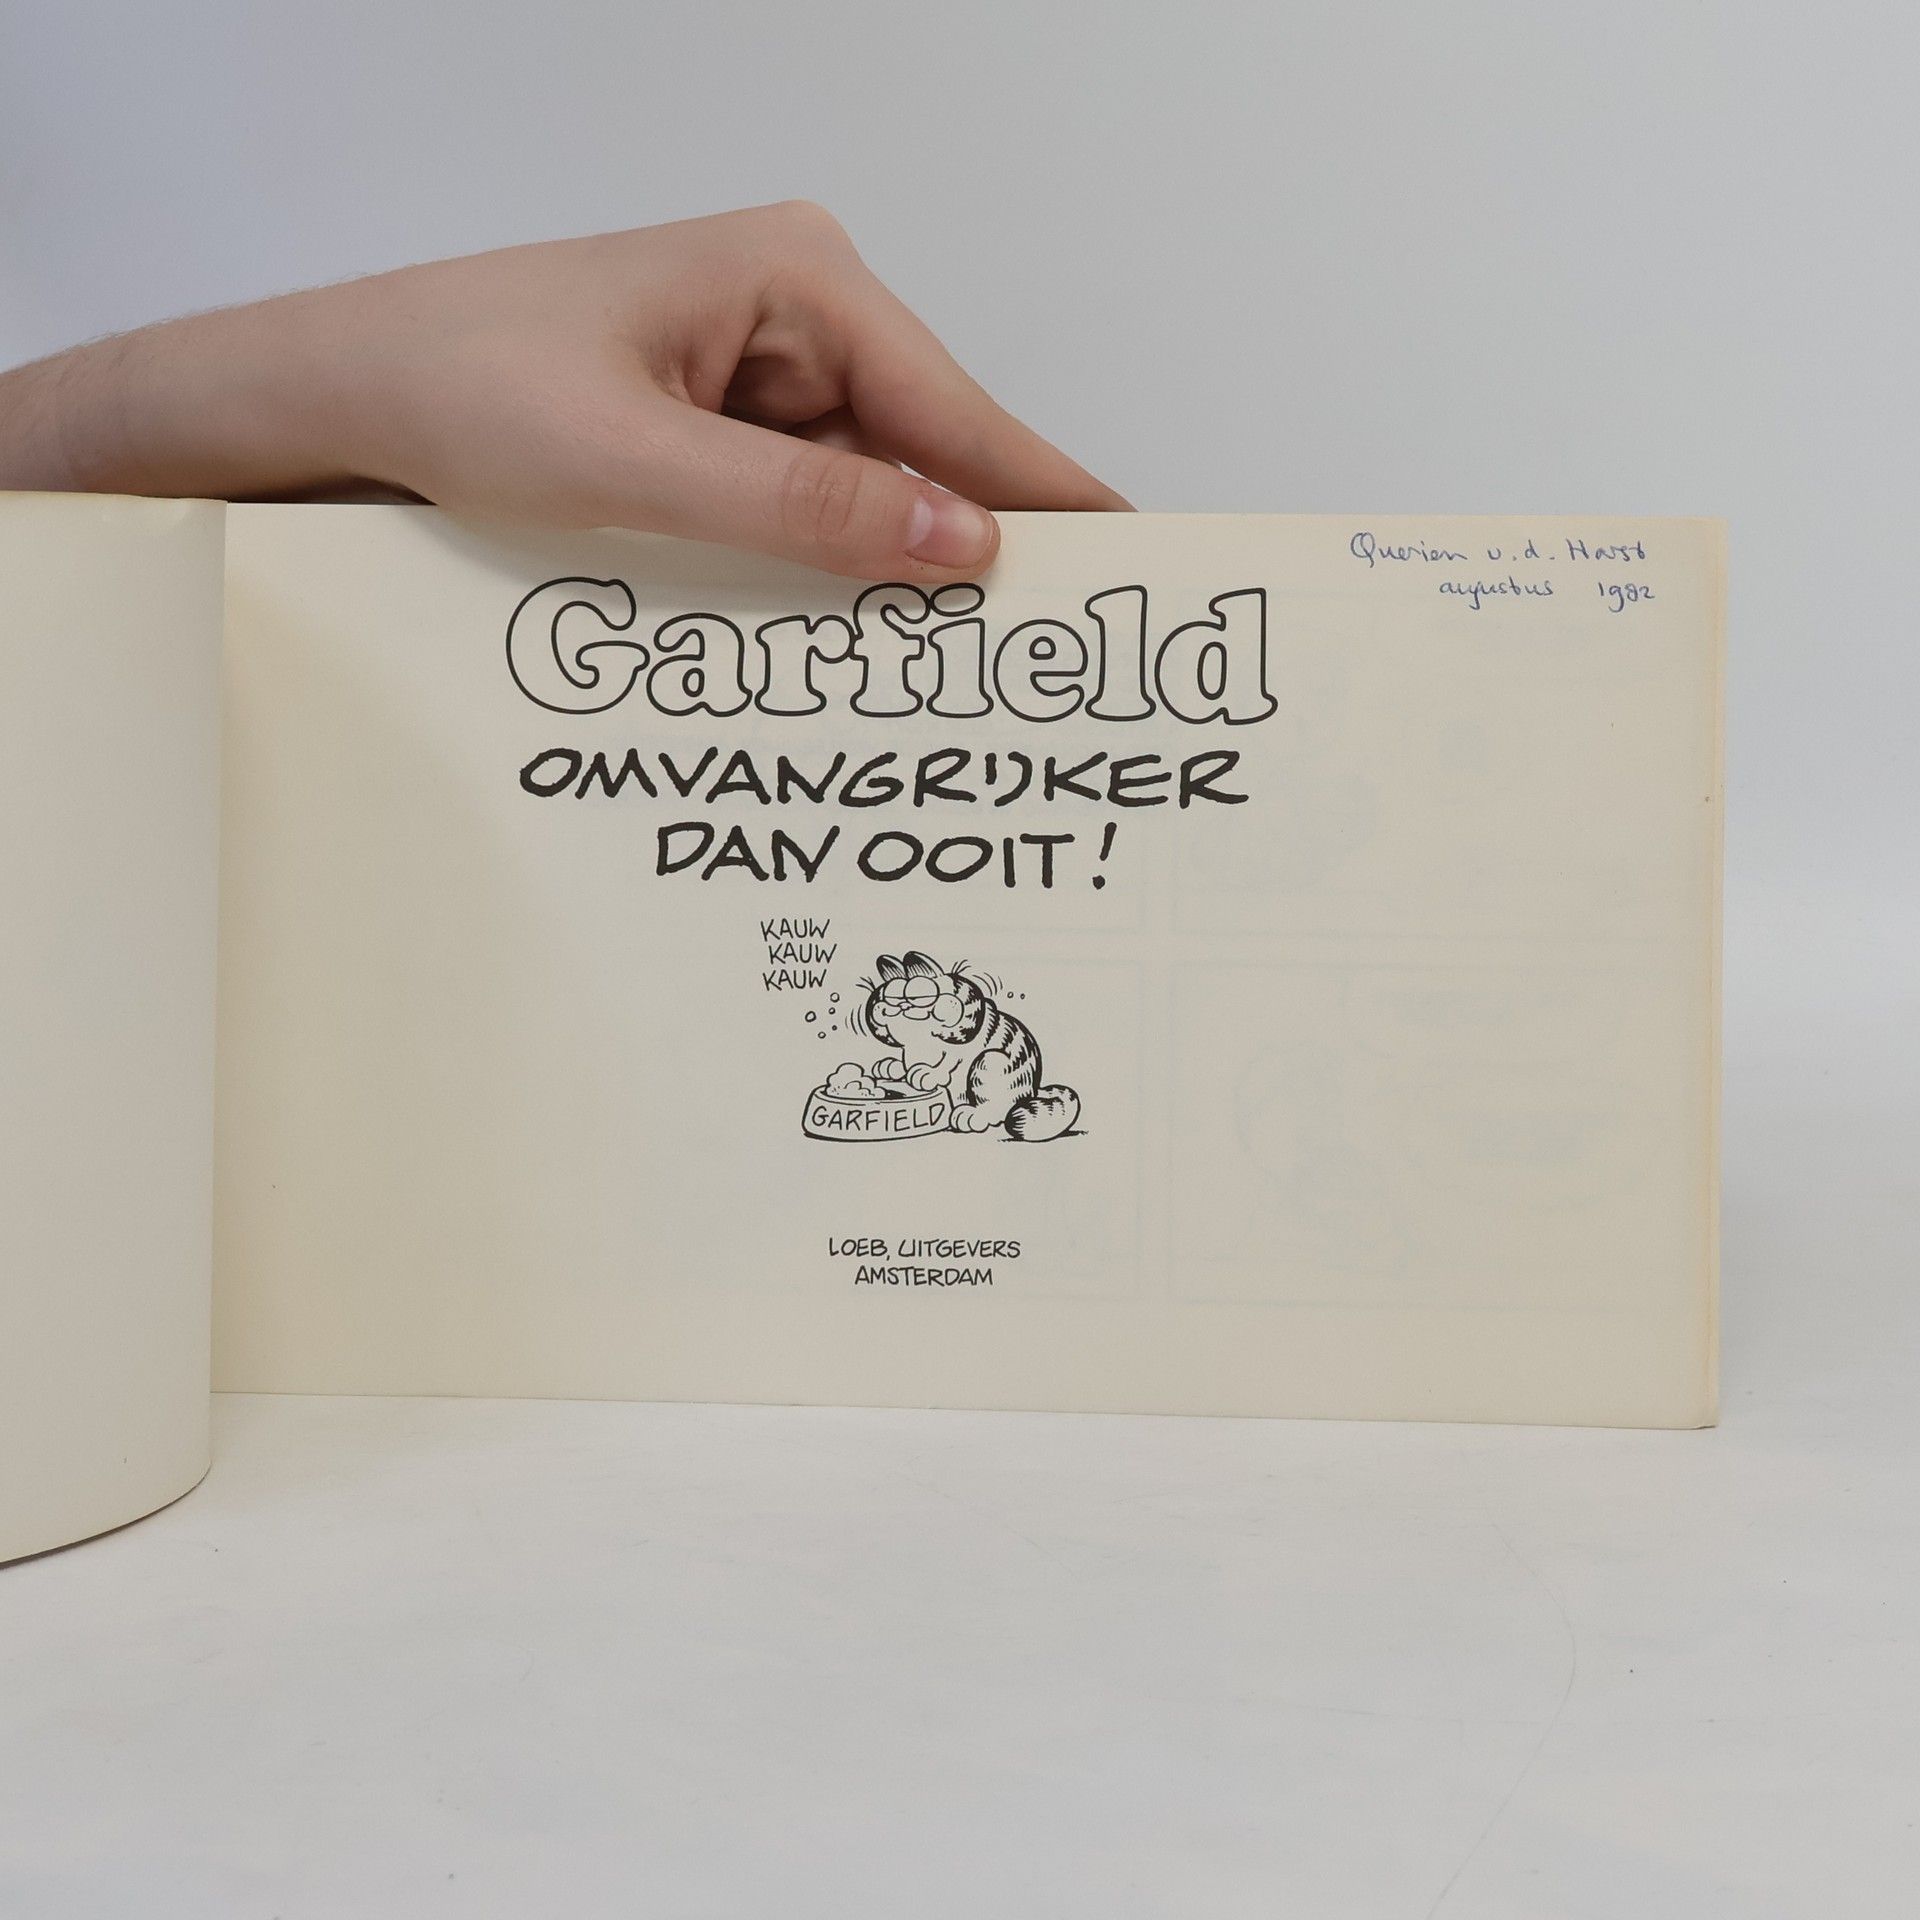 Querien v.d. Horst
augustus 1982
Garfield
OMVANGRIJKER
DAN OOIT!
KAUW
KAUW
KAUW
GARFIELD
LOEB, UITGEVERS
AMSTERDAM